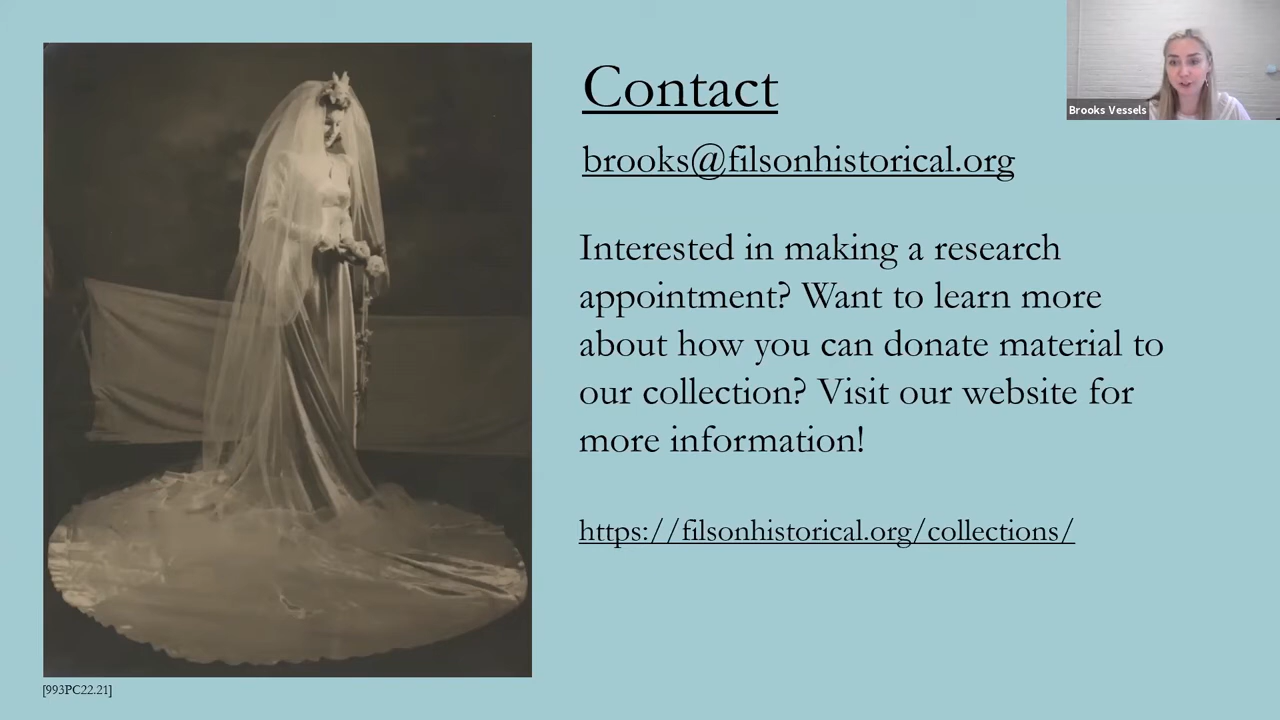 Contact
brooks@filsonhistorical.org
Interested in making a research
appointment? Want to learn more
about how you can donate material to
our collection? Visit our website for
more information!
https://filsonhistorical.org/collections/
[993PC22.21]
Brooks Vessels